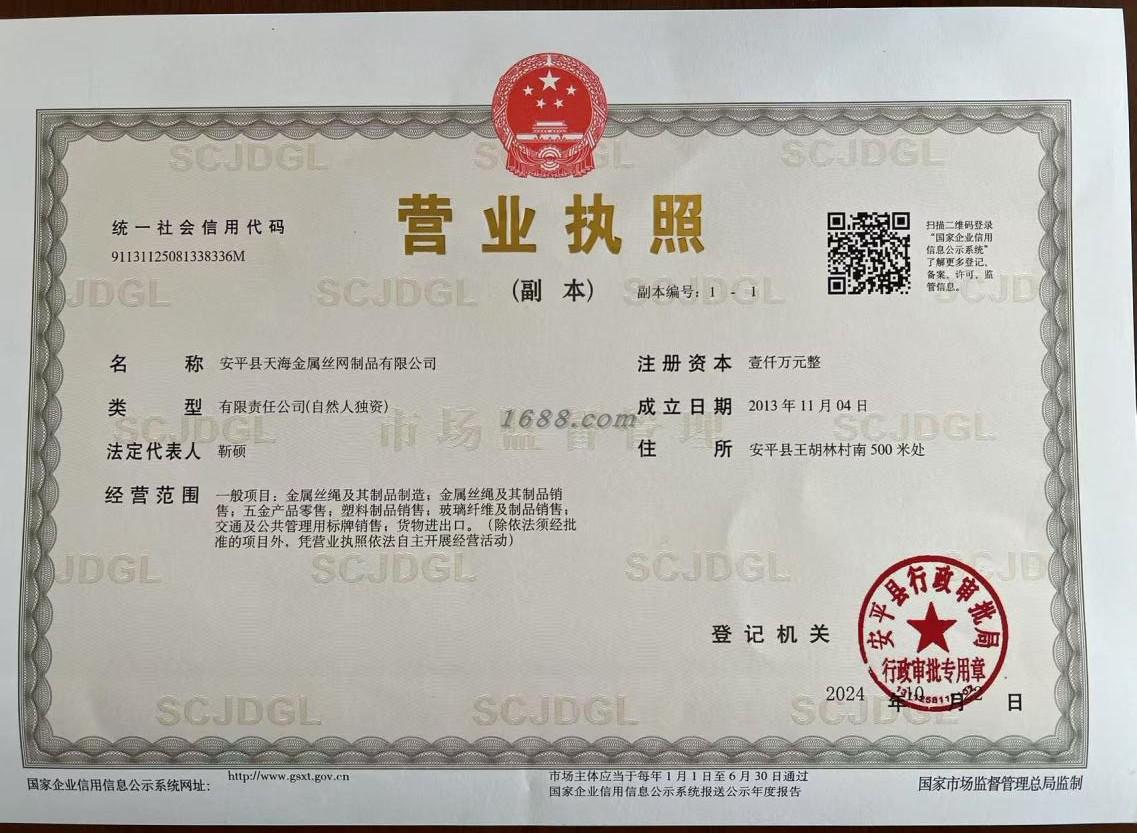 营业执照
(副 本)
副本编号：1 - 1
统一社会信用代码
91131125081338336M
扫描二维码登录
“国家企业信用
信息公示系统”
了解更多登记、
备案、许可、监
管信息。
名 称 安平县天海金属丝网制品有限公司
类 型 有限责任公司(自然人独资)
法定代表人 靳硕
经营范围 一般项目：金属丝绳及其制品制造；金属丝绳及其制品销
售；五金产品零售；塑料制品销售；玻璃纤维及制品销售；
交通及公共管理用标牌销售；货物进出口。（除依法须经批
准的项目外，凭营业执照依法自主开展经营活动）
注册资本 壹仟万元整
成立日期 2013 年 11 月 04 日
住 所 安平县王胡林村南 500 米处
1688.com
市场监督管理
SCJDGL
登记机关
安平县行政审批局
行政审批专用章
2024 年 10 月 日
国家企业信用信息公示系统网址：
http://www.gsxt.gov.cn
市场主体应当于每年 1 月 1 日至 6 月 30 日通过
国家企业信用信息公示系统报送公示年度报告
国家市场监督管理总局监制